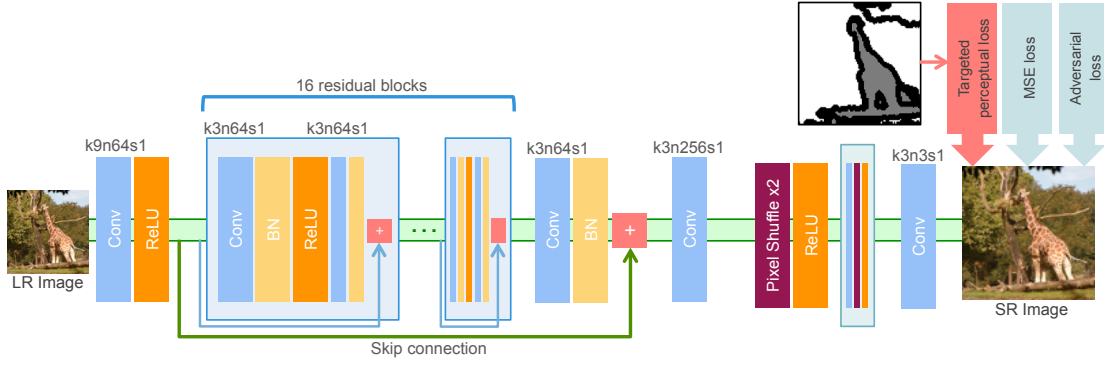 Targeted
perceptual loss
MSE loss
Adversarial
loss
16 residual blocks
k9n64s1
k3n64s1
k3n64s1
k3n64s1
k3n256s1
k3n3s1
Conv
ReLU
Conv
BN
ReLU
+
...
Conv
BN
+
Conv
Pixel Shuffle x2
ReLU
Conv
LR Image
SR Image
Skip connection